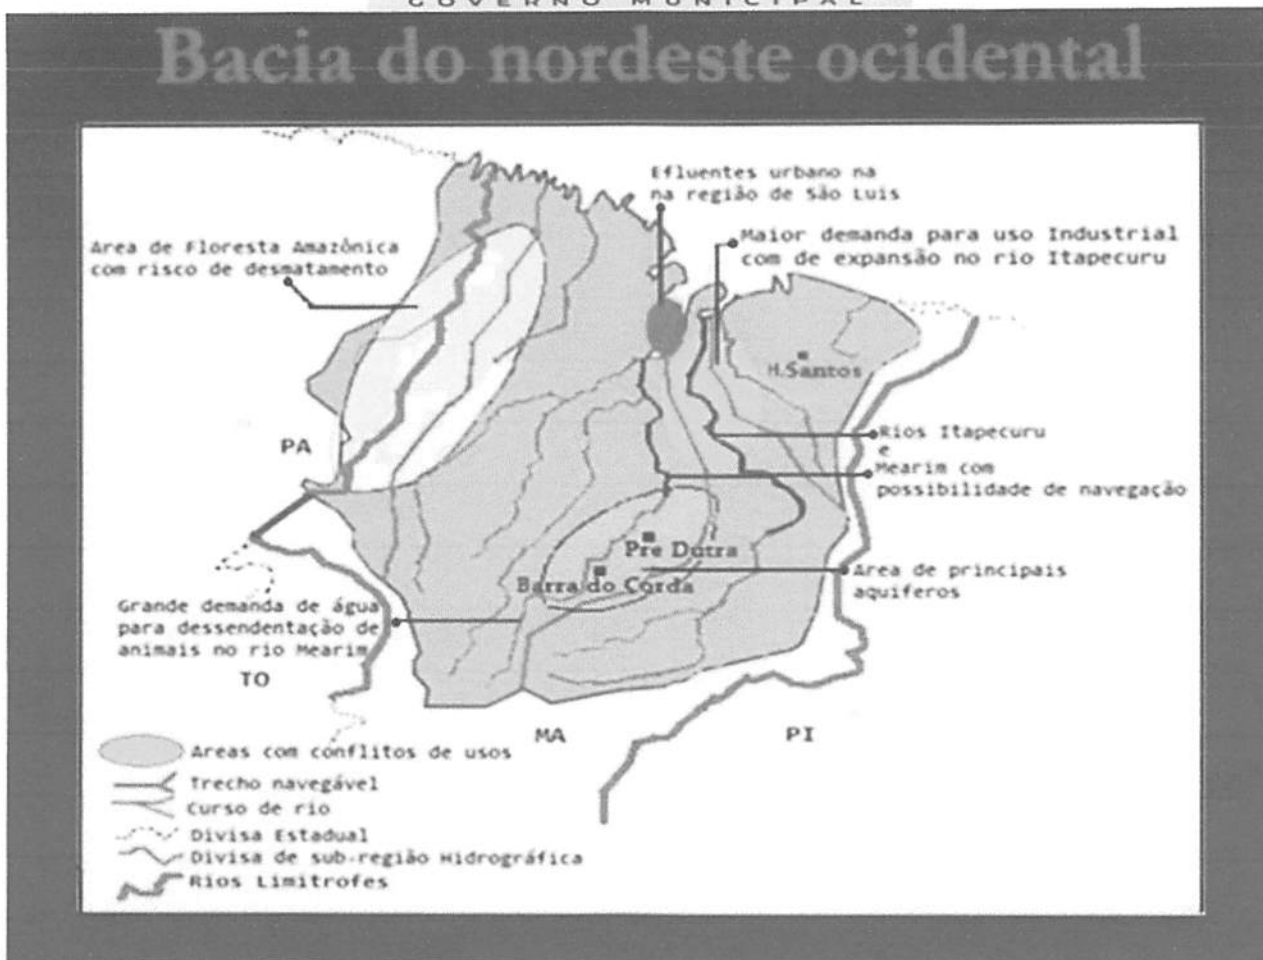 GOVERNO MUNICIPAL
Bacia do nordeste ocidental
Efluentes urbano na
na região de São Luis
Area de Floresta Amazônica
com risco de desmatamento
Maior demanda para uso Industrial
com de expansão no rio Itapecuru
H.Santos
PA
Rios Itapecuru
e
Mearim com
possibilidade de navegação
Pre Dutra
Barra do Corda
Area de principais
aquiferos
Grande demanda de água
para dessendentação de
animais no rio Mearim
TO
MA
PI
Areas com conflitos de usos
Trecho navegável
Curso de rio
Divisa Estadual
Divisa de sub-região Hidrográfica
Rios Limitrofes